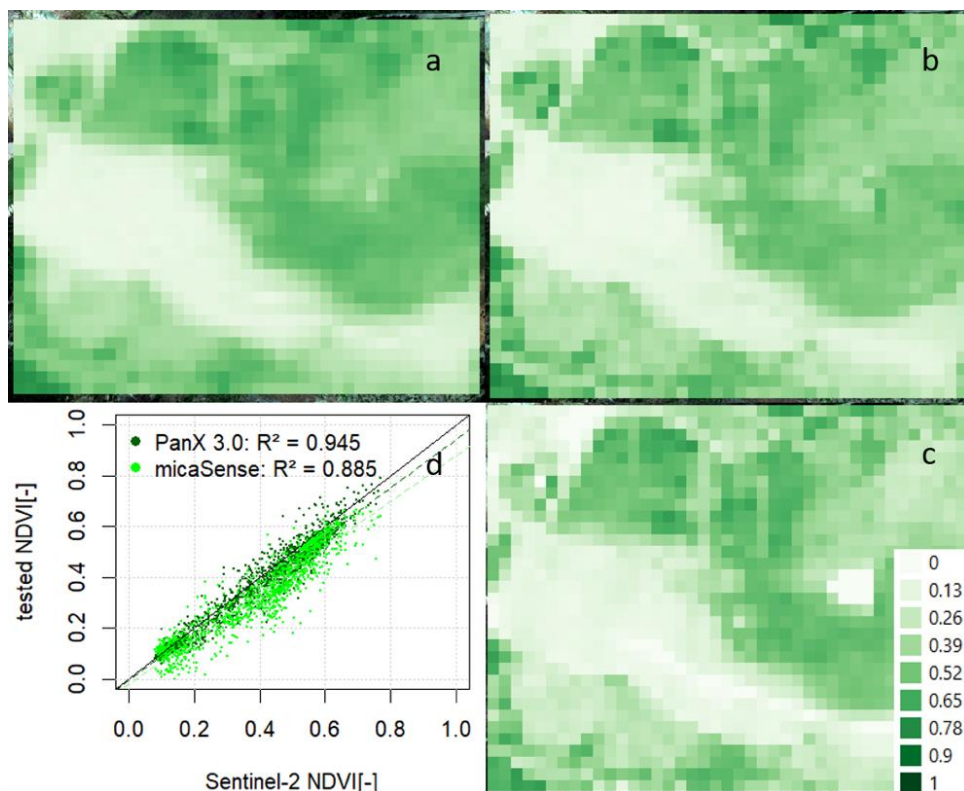 a
b
1.0
PanX 3.0: R² = 0.945
micaSense: R² = 0.885
d
c
0.8
0.6
0.4
0.2
0.0
tested NDVI[-]
0.0 0.2 0.4 0.6 0.8 1.0
Sentinel-2 NDVI[-]
0
0.13
0.26
0.39
0.52
0.65
0.78
0.9
1